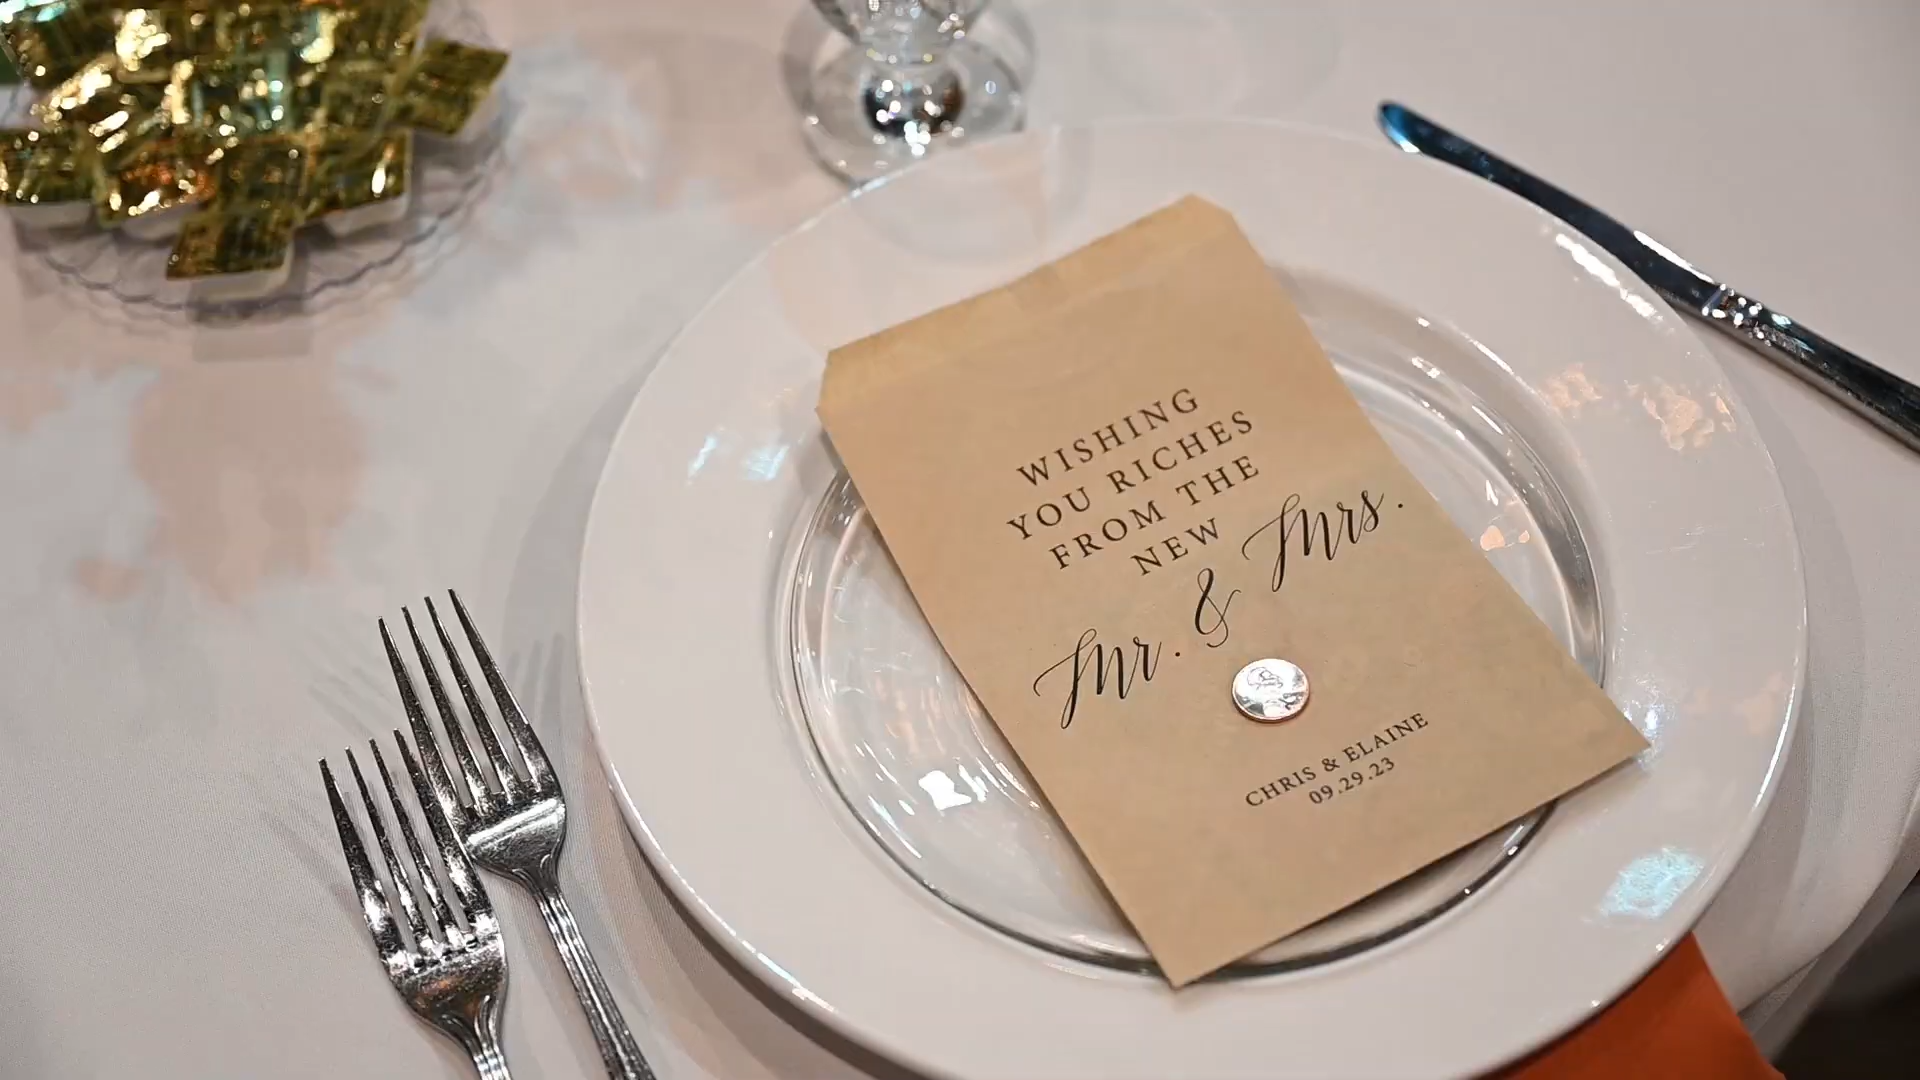 WISHING
YOU RICHES
FROM THE
NEW
Mr. & Mrs.
CHRIS & ELAINE
09.29.23